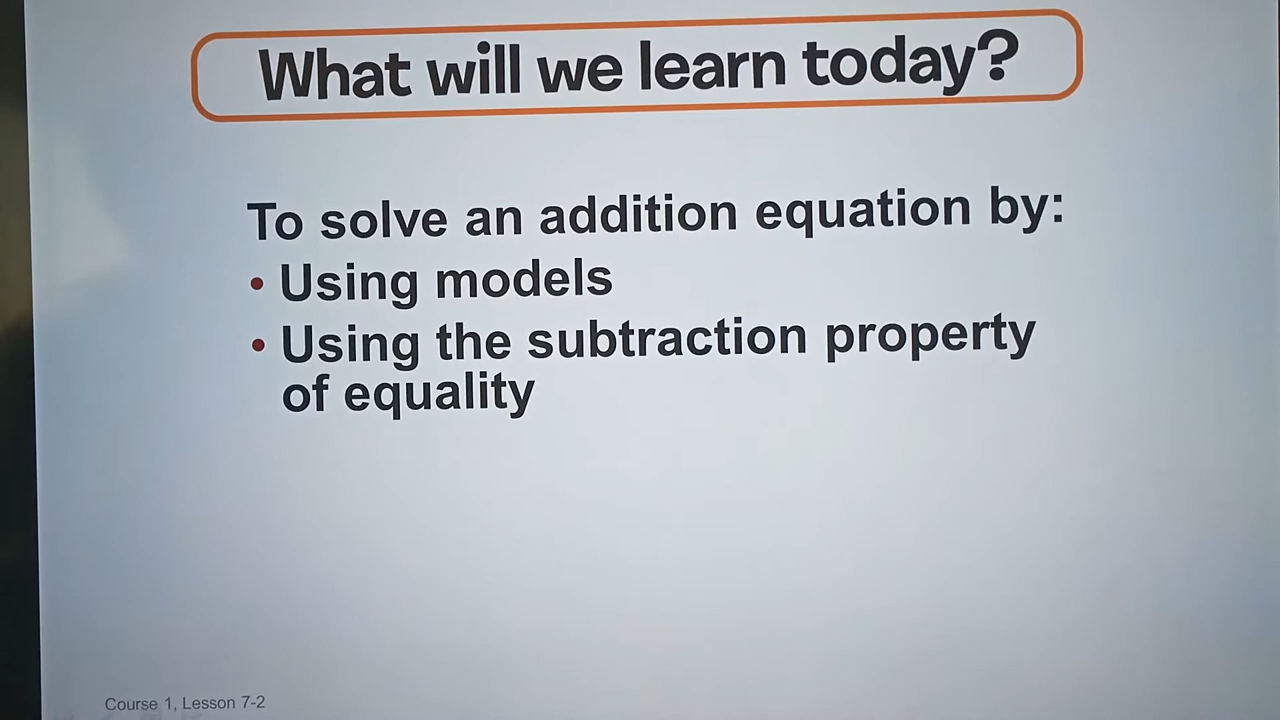 What will we learn today?
To solve an addition equation by:
• Using models
• Using the subtraction property
of equality
Course 1, Lesson 7-2